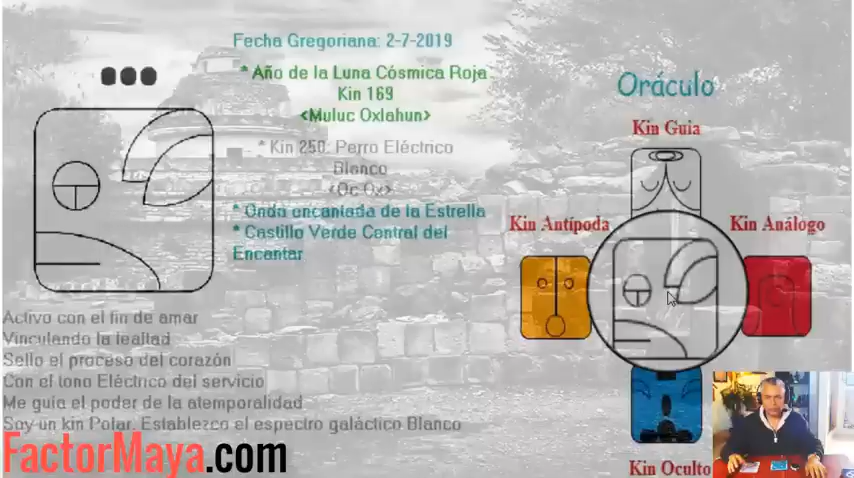 Fecha Gregoriana: 2-7-2019
* Año de la Luna Cósmica Roja
Kin 169
<Muluc Oxlahun>
* Kin 250: Perro Eléctrico
Blanco
<Oc Ox>
* Onda encantada de la Estrella
* Castillo Verde Central del
Encantar
Activo con el fin de amar
Vinculando la lealtad
Sello el proceso del corazón
Con el tono Eléctrico del servicio
Me guia el poder de la atemporalidad
Soy un kin Polar. Establezco el espectro galáctico Blanco
FactorMaya.com
Oráculo
Kin Guia
Kin Antípoda
Kin Análogo
Kin Oculto